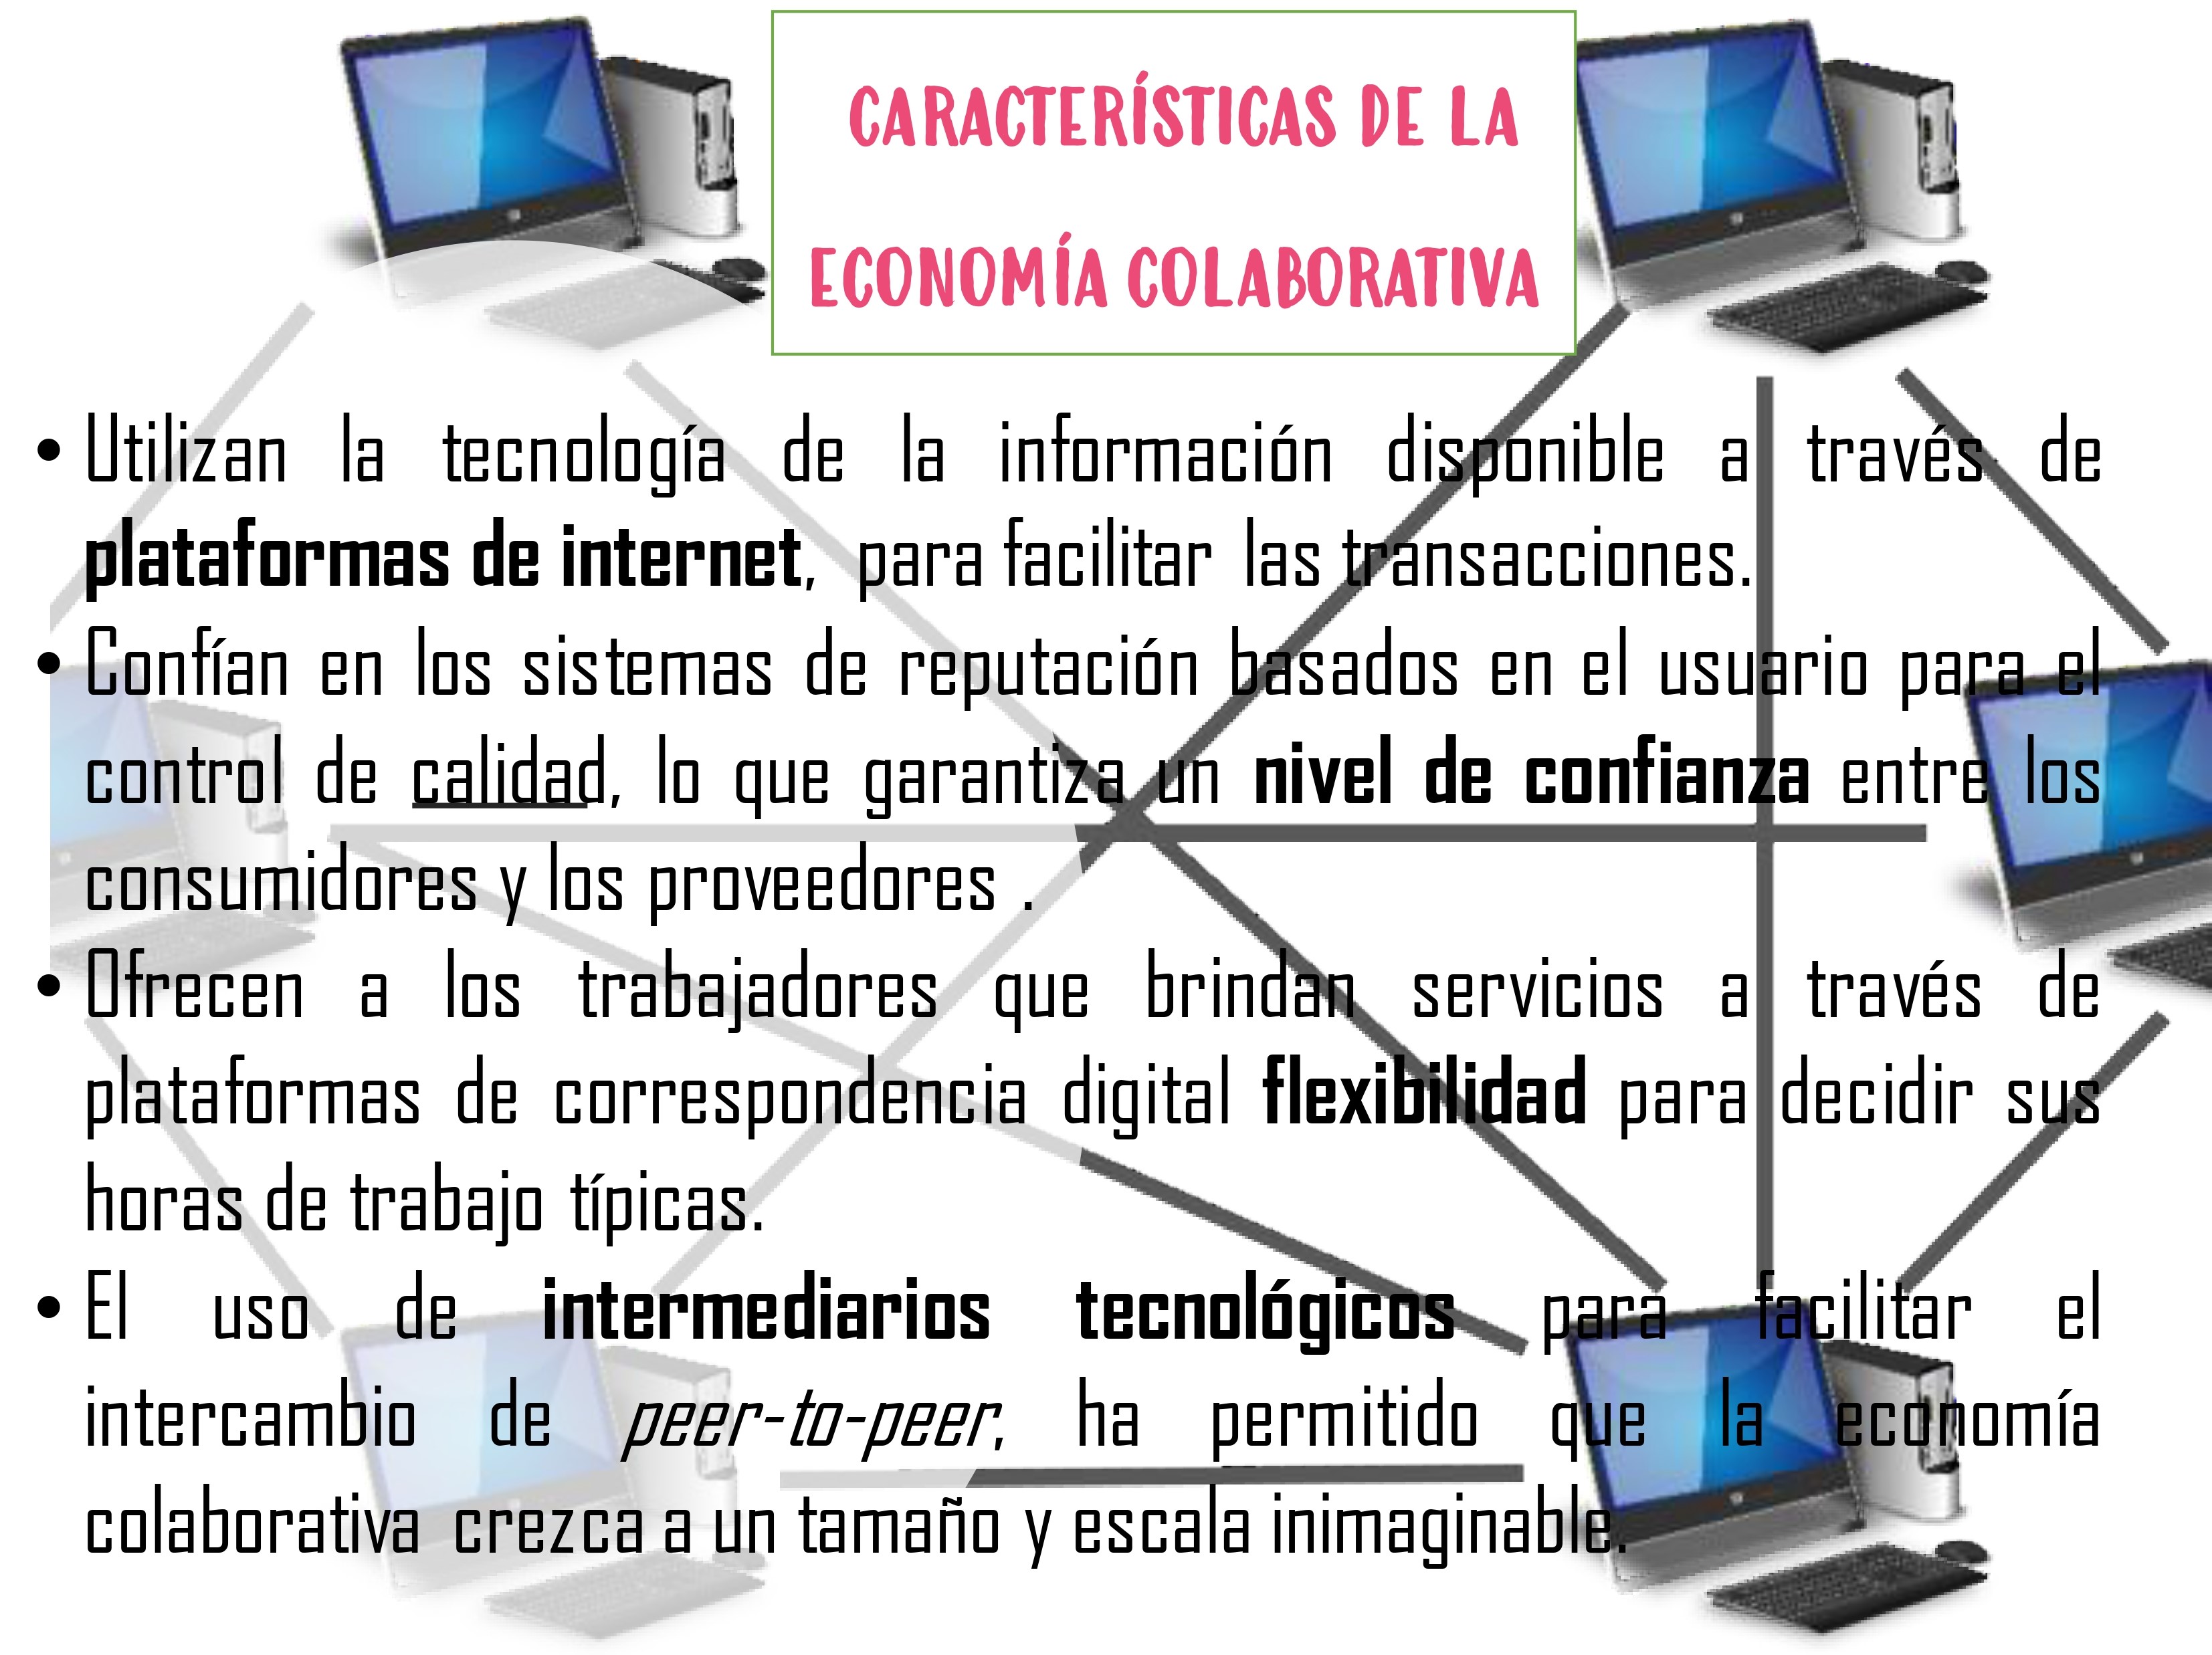 CARACTERÍSTICAS DE LA
ECONOMÍA COLABORATIVA
• Utilizan la tecnología de la información disponible a través de
plataformas de internet, para facilitar las transacciones.
• Confían en los sistemas de reputación basados en el usuario para el
control de calidad, lo que garantiza un nivel de confianza entre los
consumidores y los proveedores .
• Ofrecen a los trabajadores que brindan servicios a través de
plataformas de correspondencia digital flexibilidad para decidir sus
horas de trabajo típicas.
• El uso de intermediarios tecnológicos para facilitar el
intercambio de peer-to-peer, ha permitido que la economía
colaborativa crezca a un tamaño y escala inimaginable.